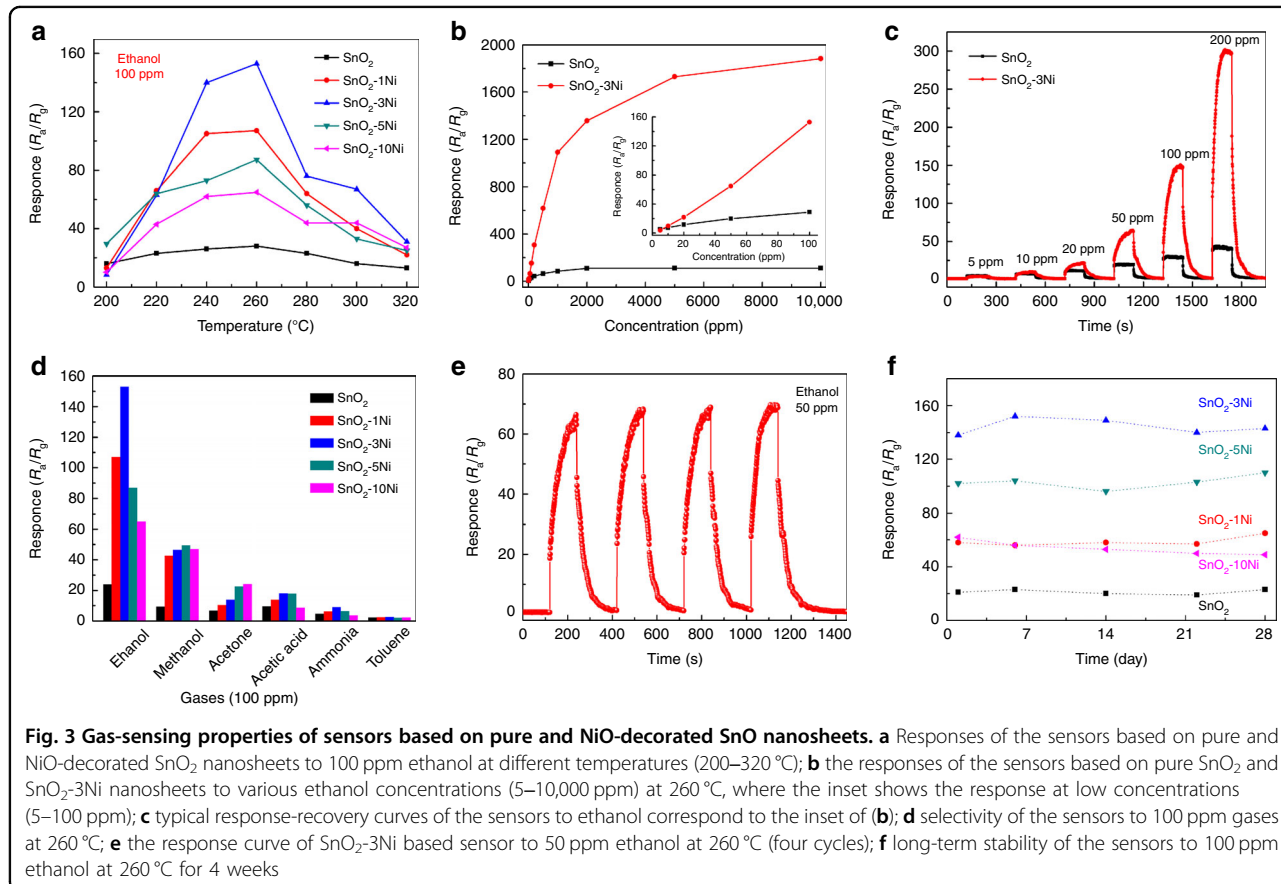 a
160
120
80
40
0
Responce (Ra/Rg)
Ethanol
100 ppm
SnO2
SnO2-1Ni
SnO2-3Ni
SnO2-5Ni
SnO2-10Ni
200 220 240 260 280 300 320
Temperature (°C)
b
2000
1800
1600
1400
1200
1000
800
600
400
200
0
Responce (Ra/Rg)
SnO2
SnO2-3Ni
160
120
80
40
0
Responce (Ra/Rg)
0 20 40 60 80 100
Concentration (ppm)
0 2000 4000 6000 8000 10,000
Concentration (ppm)
c
300
250
200
150
100
50
0
Responce (Ra/Rg)
SnO2
SnO2-3Ni
200 ppm
100 ppm
50 ppm
20 ppm
10 ppm
5 ppm
0 300 600 900 1200 1500 1800
Time (s)
d
160
140
120
100
80
60
40
20
0
Responce (Ra/Rg)
SnO2
SnO2-1Ni
SnO2-3Ni
SnO2-5Ni
SnO2-10Ni
Ehanol Methanol Acetone Acetic acid Ammonia Toluene
Gases (100 ppm)
e
80
60
40
20
0
Responce (Ra/Rg)
Ethanol
50 ppm
0 200 400 600 800 1000 1200 1400
Time (s)
f
160
120
80
40
0
Responce (Ra/Rg)
SnO2-3Ni
SnO2-5Ni
SnO2-1Ni
SnO2-10Ni
SnO2
0 7 14 21 28
Time (day)
Fig. 3 Gas-sensing properties of sensors based on pure and NiO-decorated SnO nanosheets. a Responses of the sensors based on pure and
NiO-decorated SnO2 nanosheets to 100 ppm ethanol at different temperatures (200–320 °C); b the responses of the sensors based on pure SnO2 and
SnO2-3Ni nanosheets to various ethanol concentrations (5–10,000 ppm) at 260 °C, where the inset shows the response at low concentrations
(5–100 ppm); c typical response-recovery curves of the sensors to ethanol correspond to the inset of (b); d selectivity of the sensors to 100 ppm gases
at 260 °C; e the response curve of SnO2-3Ni based sensor to 50 ppm ethanol at 260 °C (four cycles); f long-term stability of the sensors to 100 ppm
ethanol at 260 °C for 4 weeks